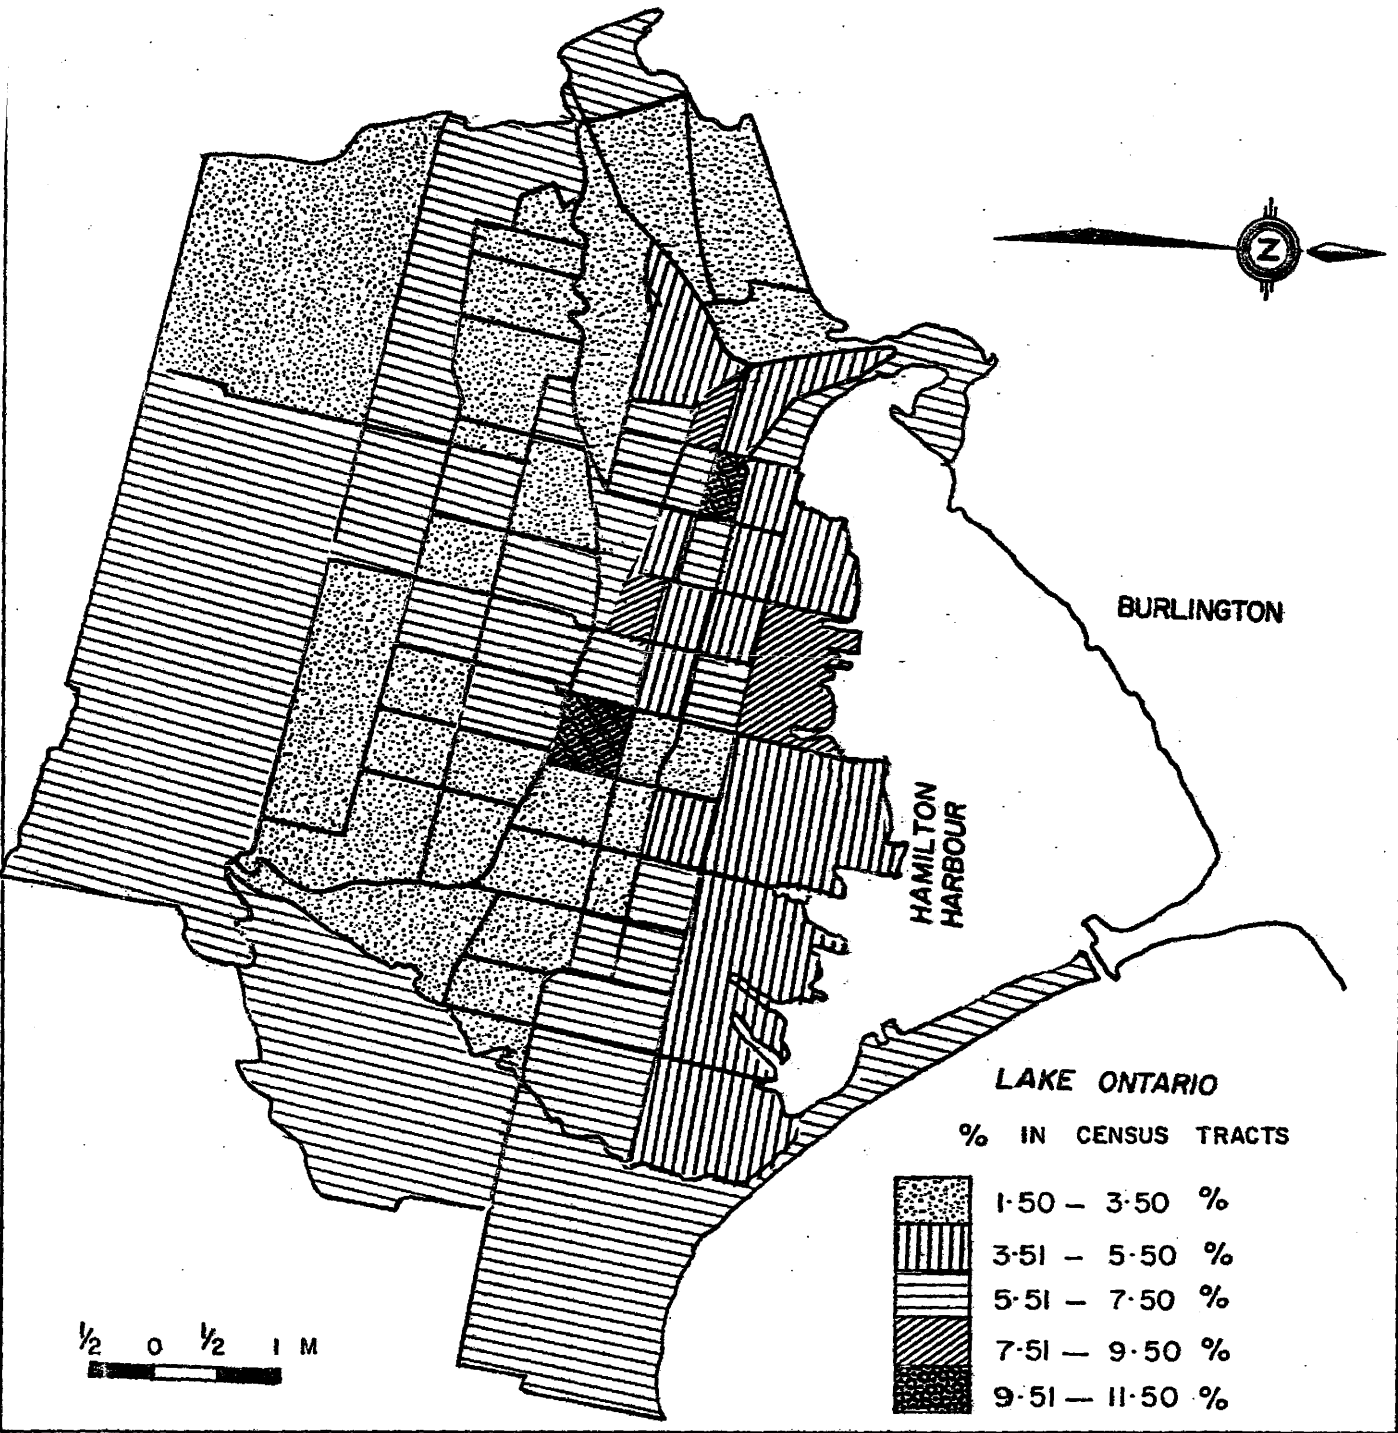 N
BURLINGTON
HAMILTON
HARBOUR
LAKE ONTARIO
% IN CENSUS TRACTS
1·50 – 3·50 %
3·51 – 5·50 %
5·51 – 7·50 %
7·51 – 9·50 %
9·51 – 11·50 %
½ 0 ½ 1 M